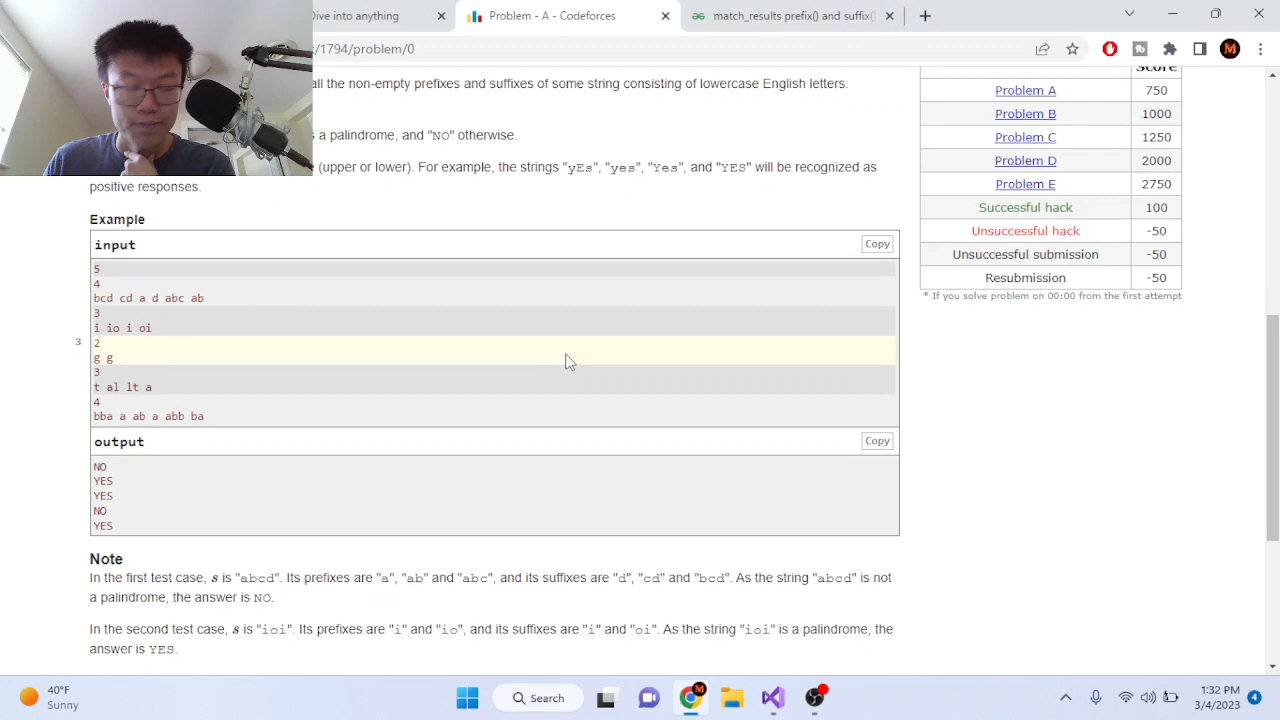 Dive into anything
Problem - A - Codeforces
match_results prefix() and suffix(
/1794/problem/0
M
all the non-empty prefixes and suffixes of some string consisting of lowercase English letters.
s a palindrome, and "NO" otherwise.
(upper or lower). For example, the strings "yEs", "yes", "Yes", and "YES" will be recognized as
positive responses.
Example
input
Copy
5
4
bcd cd a d abc ab
3
i io i oi
3
2
g g
3
t al lt a
4
bba a ab a abb ba
output
Copy
NO
YES
YES
NO
YES
Note
In the first test case, s is "abcd". Its prefixes are "a", "ab" and "abc", and its suffixes are "d", "cd" and "bcd". As the string "abcd" is not
a palindrome, the answer is NO.
In the second test case, s is "ioi". Its prefixes are "i" and "io", and its suffixes are "i" and "oi". As the string "ioi" is a palindrome, the
answer is YES.
Score
Problem A 750
Problem B 1000
Problem C 1250
Problem D 2000
Problem E 2750
Successful hack 100
Unsuccessful hack -50
Unsuccessful submission -50
Resubmission -50
* If you solve problem on 00:00 from the first attempt
40°F
Sunny
Search
M
1:32 PM
3/4/2023
4